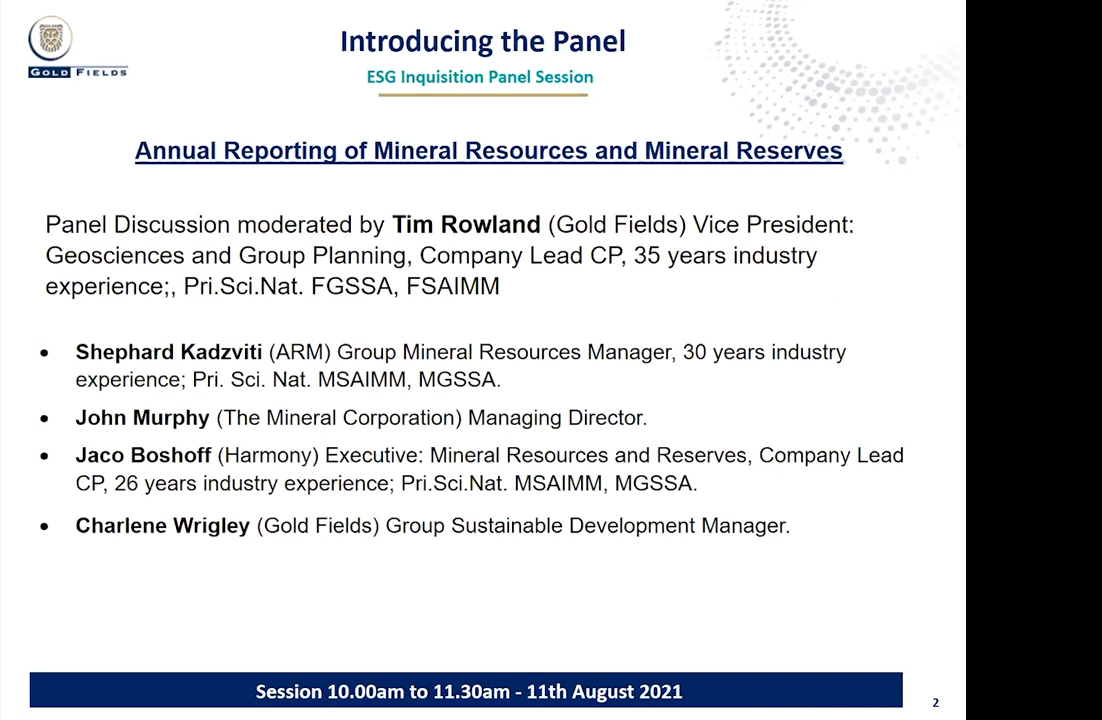 GOLD FIELDS
Introducing the Panel
ESG Inquisition Panel Session
Annual Reporting of Mineral Resources and Mineral Reserves
Panel Discussion moderated by Tim Rowland (Gold Fields) Vice President:
Geosciences and Group Planning, Company Lead CP, 35 years industry
experience;, Pri.Sci.Nat. FGSSA, FSAIMM
• Shephard Kadzviti (ARM) Group Mineral Resources Manager, 30 years industry
experience; Pri. Sci. Nat. MSAIMM, MGSSA.
• John Murphy (The Mineral Corporation) Managing Director.
• Jaco Boshoff (Harmony) Executive: Mineral Resources and Reserves, Company Lead
CP, 26 years industry experience; Pri.Sci.Nat. MSAIMM, MGSSA.
• Charlene Wrigley (Gold Fields) Group Sustainable Development Manager.
Session 10.00am to 11.30am - 11th August 2021
2